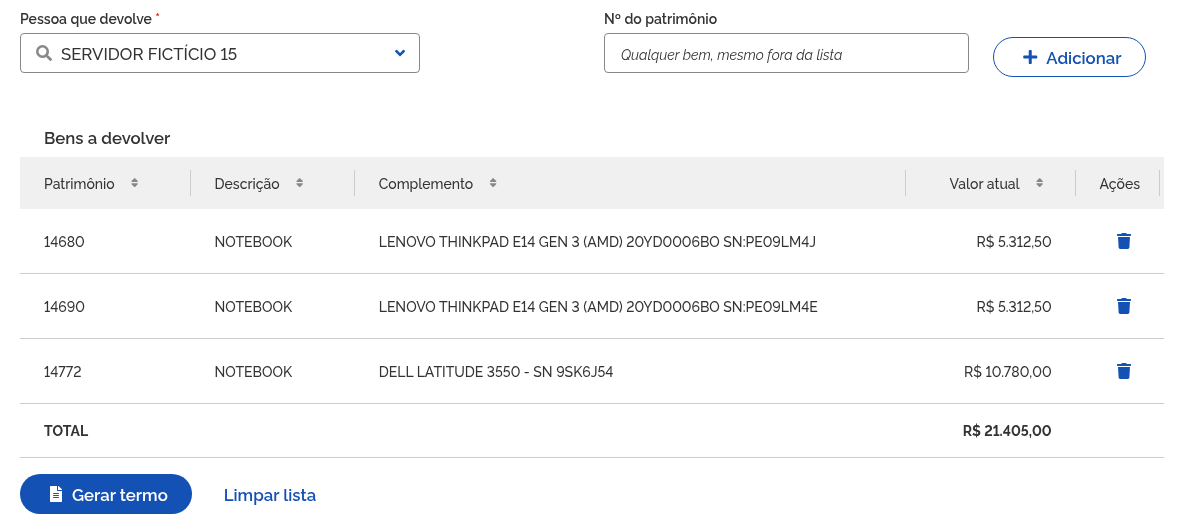 Pessoa que devolve *
Nº do patrimônio
SERVIDOR FICTÍCIO 15
Qualquer bem, mesmo fora da lista
Adicionar
Bens a devolver
Patrimônio Descrição Complemento Valor atual Ações
14680 NOTEBOOK LENOVO THINKPAD E14 GEN 3 (AMD) 20YD0006BO SN:PE09LM4J R$ 5.312,50
14690 NOTEBOOK LENOVO THINKPAD E14 GEN 3 (AMD) 20YD0006BO SN:PE09LM4E R$ 5.312,50
14772 NOTEBOOK DELL LATITUDE 3550 - SN 9SK6J54 R$ 10.780,00
TOTAL R$ 21.405,00
Gerar termo Limpar lista